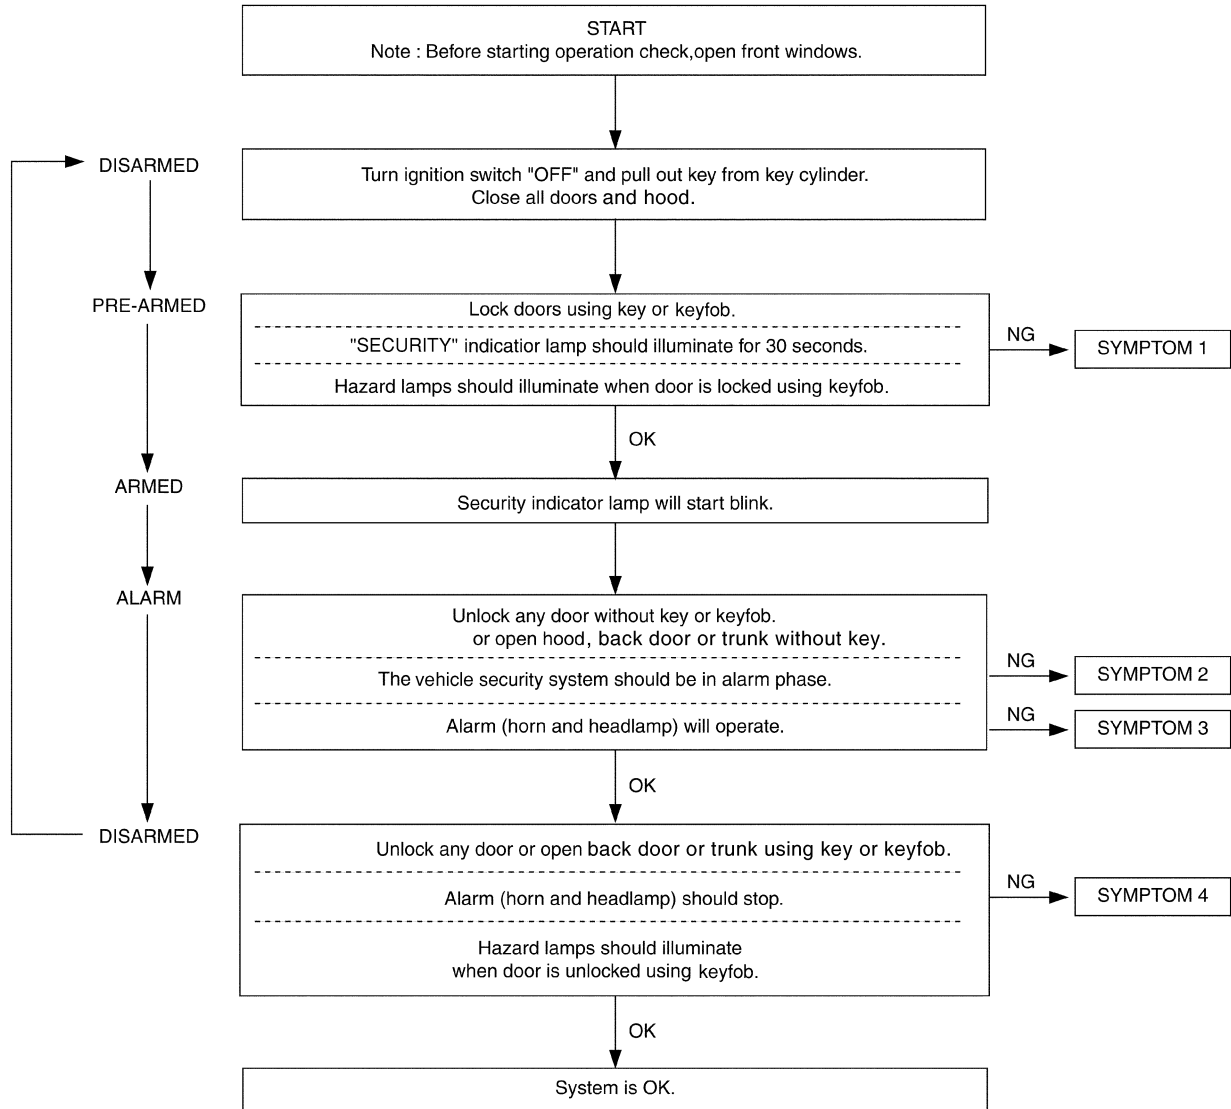 START
Note : Before starting operation check,open front windows.
DISARMED
Turn ignition switch "OFF" and pull out key from key cylinder.
Close all doors and hood.
PRE-ARMED
Lock doors using key or keyfob.
"SECURITY" indicatior lamp should illuminate for 30 seconds.
NG
SYMPTOM 1
Hazard lamps should illuminate when door is locked using keyfob.
OK
ARMED
Security indicator lamp will start blink.
ALARM
Unlock any door without key or keyfob.
or open hood, back door or trunk without key.
The vehicle security system should be in alarm phase.
NG
SYMPTOM 2
Alarm (horn and headlamp) will operate.
NG
SYMPTOM 3
OK
DISARMED
Unlock any door or open back door or trunk using key or keyfob.
Alarm (horn and headlamp) should stop.
NG
SYMPTOM 4
Hazard lamps should illuminate
when door is unlocked using keyfob.
OK
System is OK.